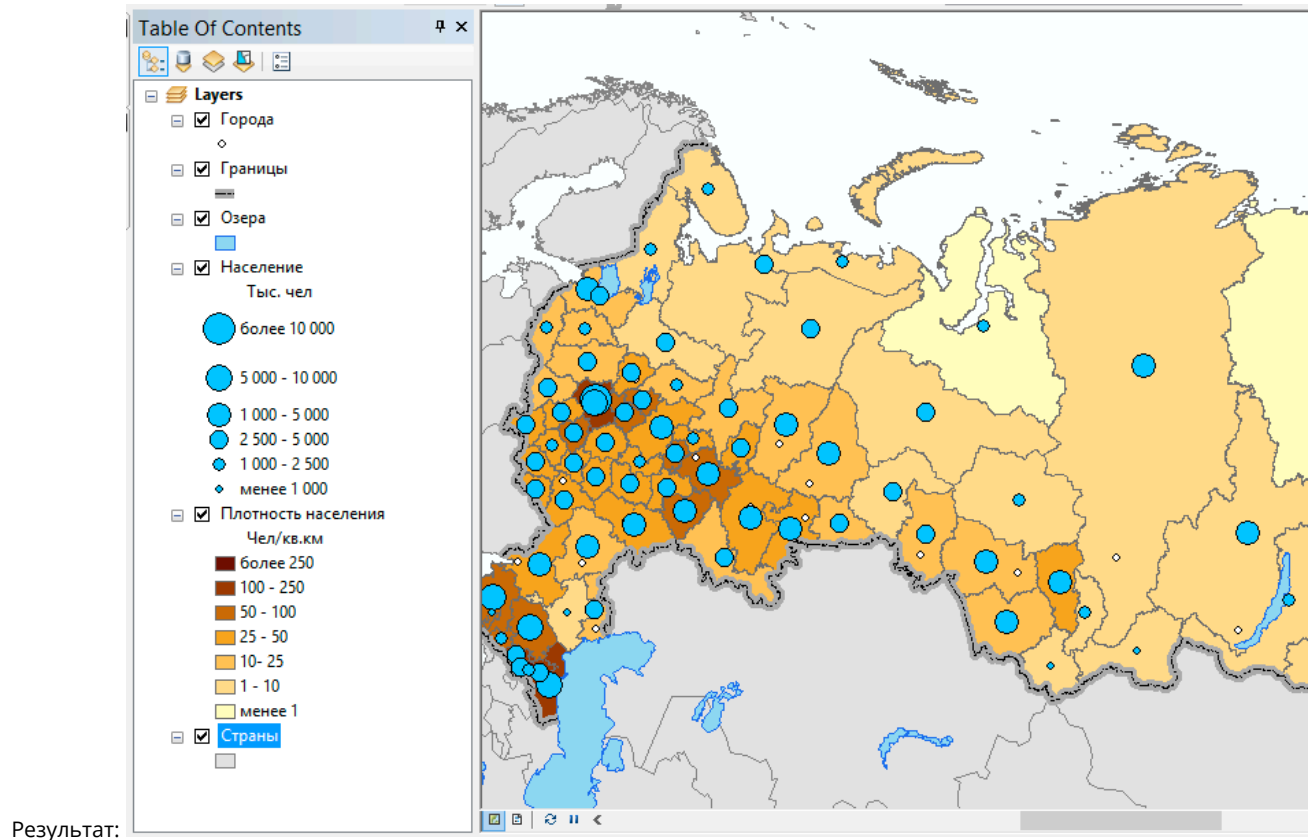 Table Of Contents
Layers
Города
Границы
Озера
Население
Тыс. чел
более 10 000
5 000 - 10 000
1 000 - 5 000
2 500 - 5 000
1 000 - 2 500
менее 1 000
Плотность населения
Чел/кв.км
более 250
100 - 250
50 - 100
25 - 50
10- 25
1 - 10
менее 1
Страны
Результат: